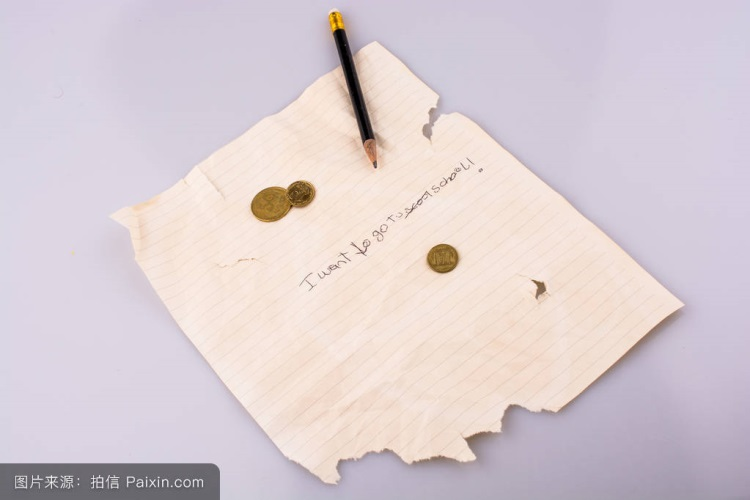 I want to go to school!
图片来源：拍信 Paixin.com